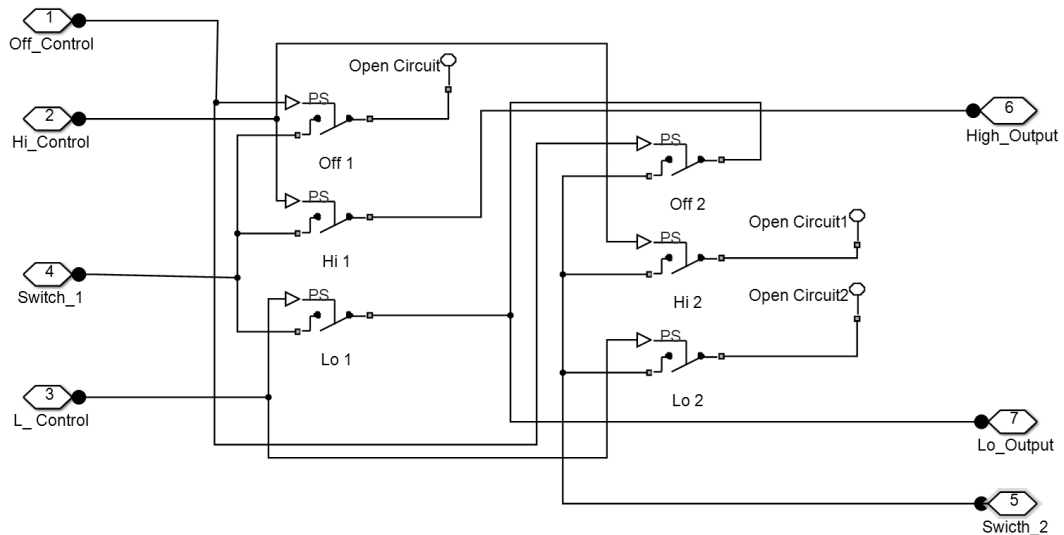 1
Off_Control
Open Circuit
PS
2
Hi_Control
Off 1
6
High_Output
PS
Off 2
PS
Hi 1
Open Circuit1
PS
Hi 2
4
Switch_1
PS
Lo 1
Open Circuit2
PS
Lo 2
3
L_ Control
7
Lo_Output
5
Swicth_2